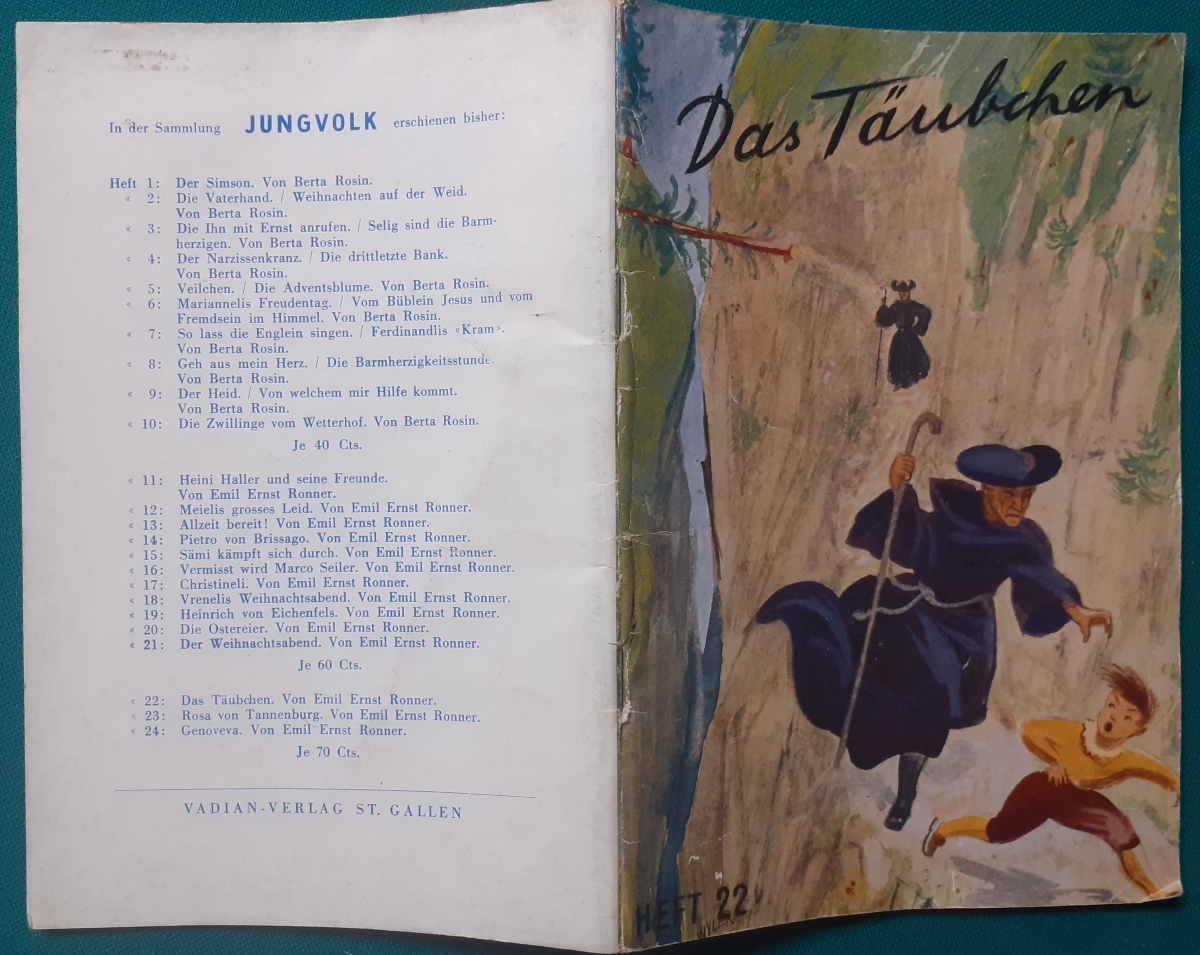 In der Sammlung JUNGVOLK erschienen bisher:
Heft 1: Der Simson. Von Berta Rosin.
« 2: Die Vaterhand. / Weihnachten auf der Weid.
Von Berta Rosin.
« 3: Die Ihn mit Ernst anrufen. / Selig sind die Barm-
herzigen. Von Berta Rosin.
« 4: Der Narzissenkranz. / Die drittletzte Bank.
Von Berta Rosin.
« 5: Veilchen. / Die Adventsblume. Von Berta Rosin.
« 6: Mariannelis Freudentag. / Vom Büblein Jesus und vom
Fremdsein im Himmel. Von Berta Rosin.
« 7: So lass die Englein singen. / Ferdinandlis «Kram».
Von Berta Rosin.
« 8: Geh aus mein Herz. / Die Barmherzigkeitsstunde.
Von Berta Rosin.
« 9: Der Heid. / Von welchem mir Hilfe kommt.
Von Berta Rosin.
« 10: Die Zwillinge vom Wetterhof. Von Berta Rosin.
Je 40 Cts.
« 11: Heini Haller und seine Freunde.
Von Emil Ernst Ronner.
« 12: Meielis grosses Leid. Von Emil Ernst Ronner.
« 13: Allzeit bereit! Von Emil Ernst Ronner.
« 14: Pietro von Brissago. Von Emil Ernst Ronner.
« 15: Sämi kämpft sich durch. Von Emil Ernst Ronner.
« 16: Vermisst wird Marco Seiler. Von Emil Ernst Ronner.
« 17: Christineli. Von Emil Ernst Ronner.
« 18: Vrenelis Weihnachtsabend. Von Emil Ernst Ronner.
« 19: Heinrich von Eichenfels. Von Emil Ernst Ronner.
« 20: Die Ostereier. Von Emil Ernst Ronner.
« 21: Der Weihnachtsabend. Von Emil Ernst Ronner.
Je 60 Cts.
« 22: Das Täubchen. Von Emil Ernst Ronner.
« 23: Rosa von Tannenburg. Von Emil Ernst Ronner.
« 24: Genoveva. Von Emil Ernst Ronner.
Je 70 Cts.
VADIAN-VERLAG ST. GALLEN
Das Täubchen
HEFT 22